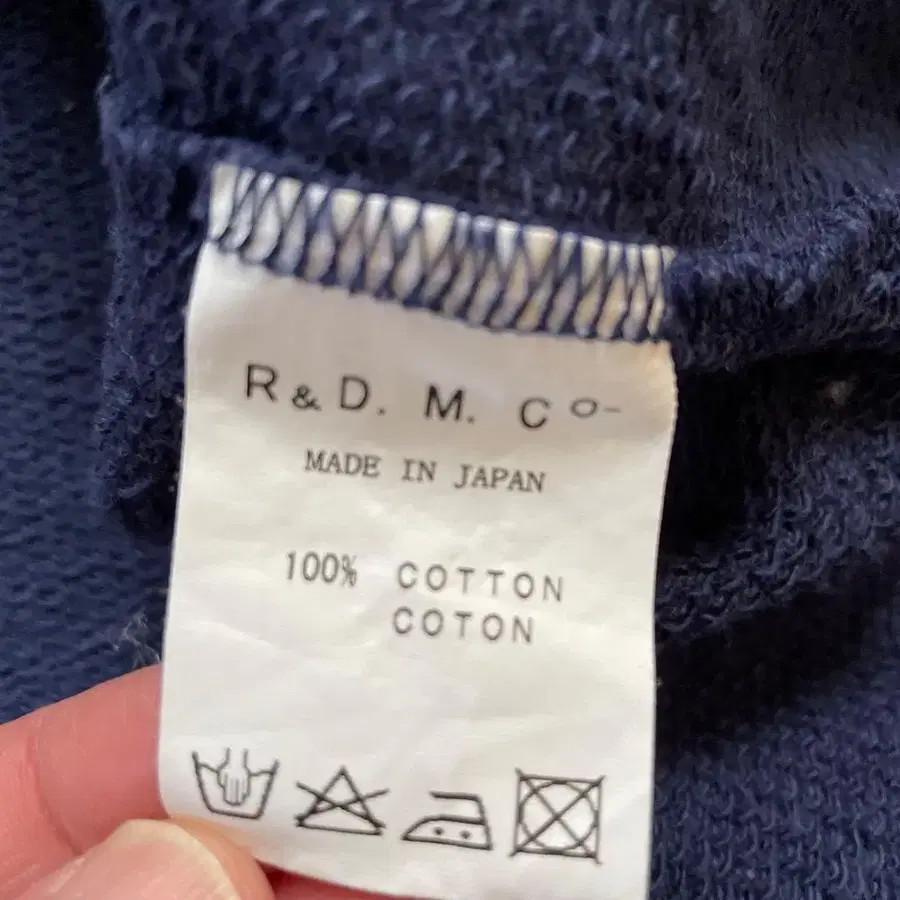 R & D. M. Co-
MADE IN JAPAN
100% COTTON
COTON